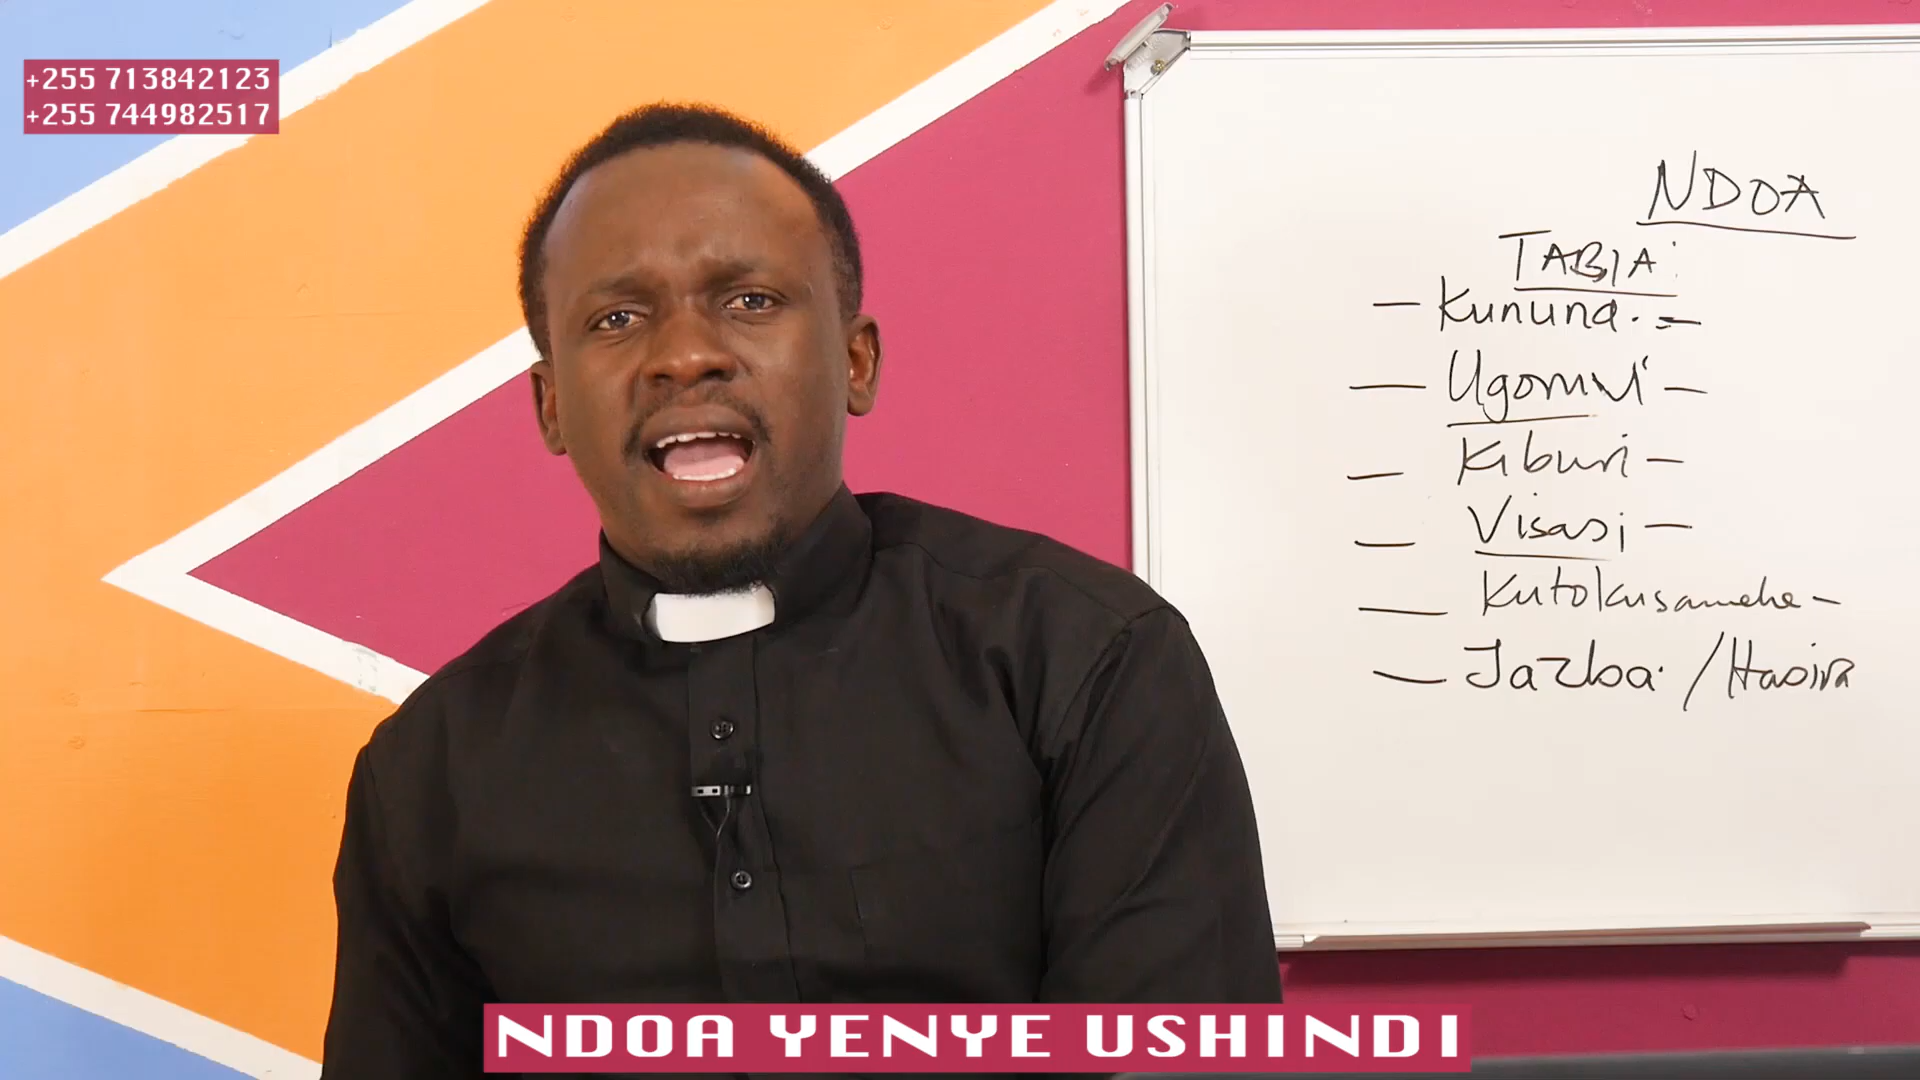 +255 713842123
+255 744982517
NDOA
TABIA:
— Kununa. =
— Ugomvi —
— Kiburi —
— Visasi —
— Kutokusamehe —
— Jazba. / Hasira
NDOA YENYE USHINDI